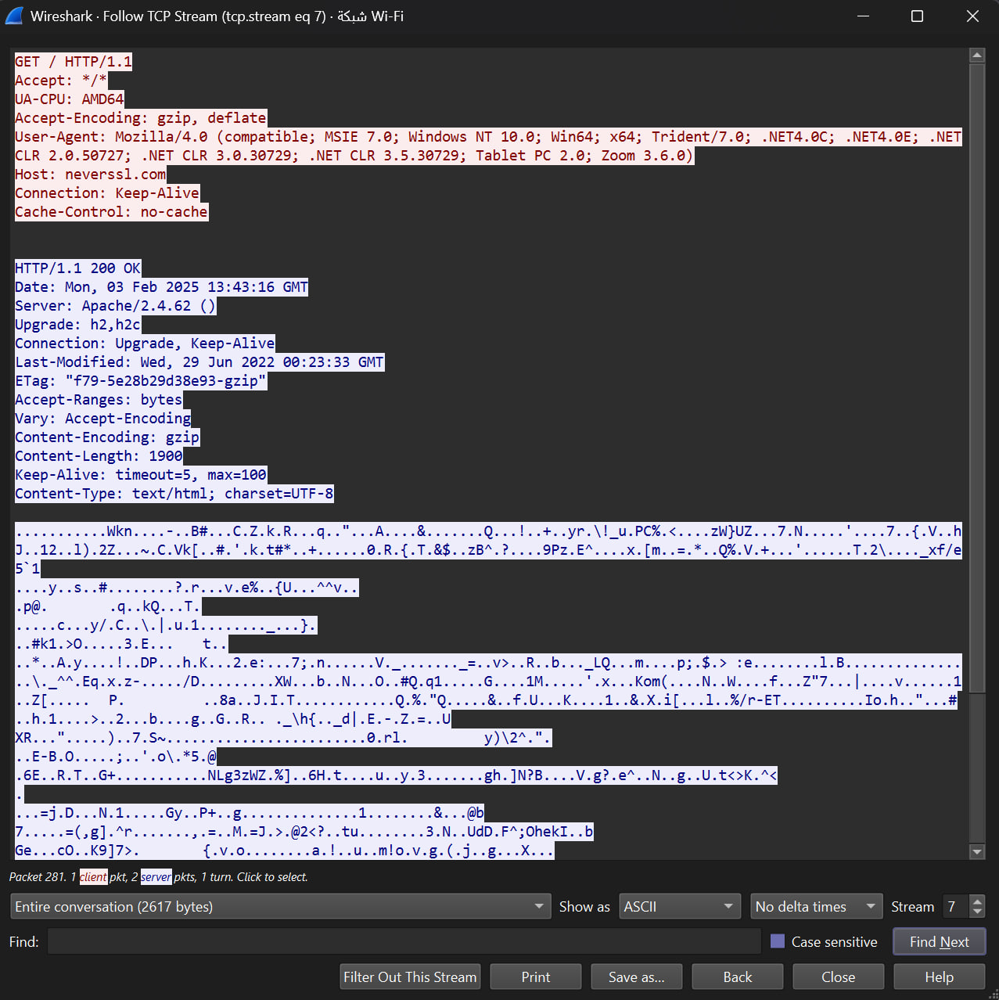 Wireshark · Follow TCP Stream (tcp.stream eq 7) · شبكة Wi-Fi
GET / HTTP/1.1
Accept: */*
UA-CPU: AMD64
Accept-Encoding: gzip, deflate
User-Agent: Mozilla/4.0 (compatible; MSIE 7.0; Windows NT 10.0; Win64; x64; Trident/7.0; .NET4.0C; .NET4.0E; .NET
CLR 2.0.50727; .NET CLR 3.0.30729; .NET CLR 3.5.30729; Tablet PC 2.0; Zoom 3.6.0)
Host: neverssl.com
Connection: Keep-Alive
Cache-Control: no-cache
HTTP/1.1 200 OK
Date: Mon, 03 Feb 2025 13:43:16 GMT
Server: Apache/2.4.62 ()
Upgrade: h2,h2c
Connection: Upgrade, Keep-Alive
Last-Modified: Wed, 29 Jun 2022 00:23:33 GMT
ETag: "f79-5e28b29d38e93-gzip"
Accept-Ranges: bytes
Vary: Accept-Encoding
Content-Encoding: gzip
Content-Length: 1900
Keep-Alive: timeout=5, max=100
Content-Type: text/html; charset=UTF-8
...........Wkn....-..B#...C.Z.k.R...q.."...A....&.......Q...!..+..yr.\!_u.PC%.<....zW}UZ...7.N.....'....7..{.V..h
J..12..l).2Z...~.C.Vk[..#.'.k.t#*..+......0.R.{.T.&$..zB^.?....9Pz.E^....x.[m..=.*..Q%.V.+...'......T.2\...._xf/e
5`1
....y..s..#........?.r...v.e%..{U...^^v..
.p@. .q..kQ...T.
.....c...y/.C..\.|.u.1........_...}.
..#k1.>O.....3.E... t..
..*..A.y....!..DP...h.K...2.e:...7;.n......V._......._=..v>..R..b..._LQ...m....p;.$.> :e........l.B..............
..\._^^.Eq.x.z-...../D.........XW...b..N...O..#Q.q1.....G....1M.....'.x...Kom(....N..W....f...Z"7...|....v......1
..Z[..... P. ..8a..J.I.T............Q.%."Q.....&..f.U...K....1..&.X.i[...l..%/r-ET..........Io.h.."...#
..h.1....>..2...b....g..G..R.. ._\h{.._d|.E.-.Z.=..U
XR...".....)..7.S~........................0.rl. y)\2^.".
..E-B.O.....;..'.o\.*5.@
.6E..R.T..G+...........NLg3zWZ.%]..6H.t....u..y.3.......gh.]N?B....V.g?.e^..N..g..U.t<>K.^<
.
...=j.D...N.1.....Gy..P+..g..............1........&...@b
7.....=(,g].^r.......,.=..M.=J.>.@2<?..tu........3.N..UdD.F^;OhekI..b
Ge...cO..K9]7>. {.v.o........a.!..u..m!o.v.g.(.j..g...X...
Packet 281. 1 client pkt, 2 server pkts, 1 turn. Click to select.
Entire conversation (2617 bytes) Show as ASCII No delta times Stream 7
Find: Case sensitive Find Next
Filter Out This Stream Print Save as... Back Close Help